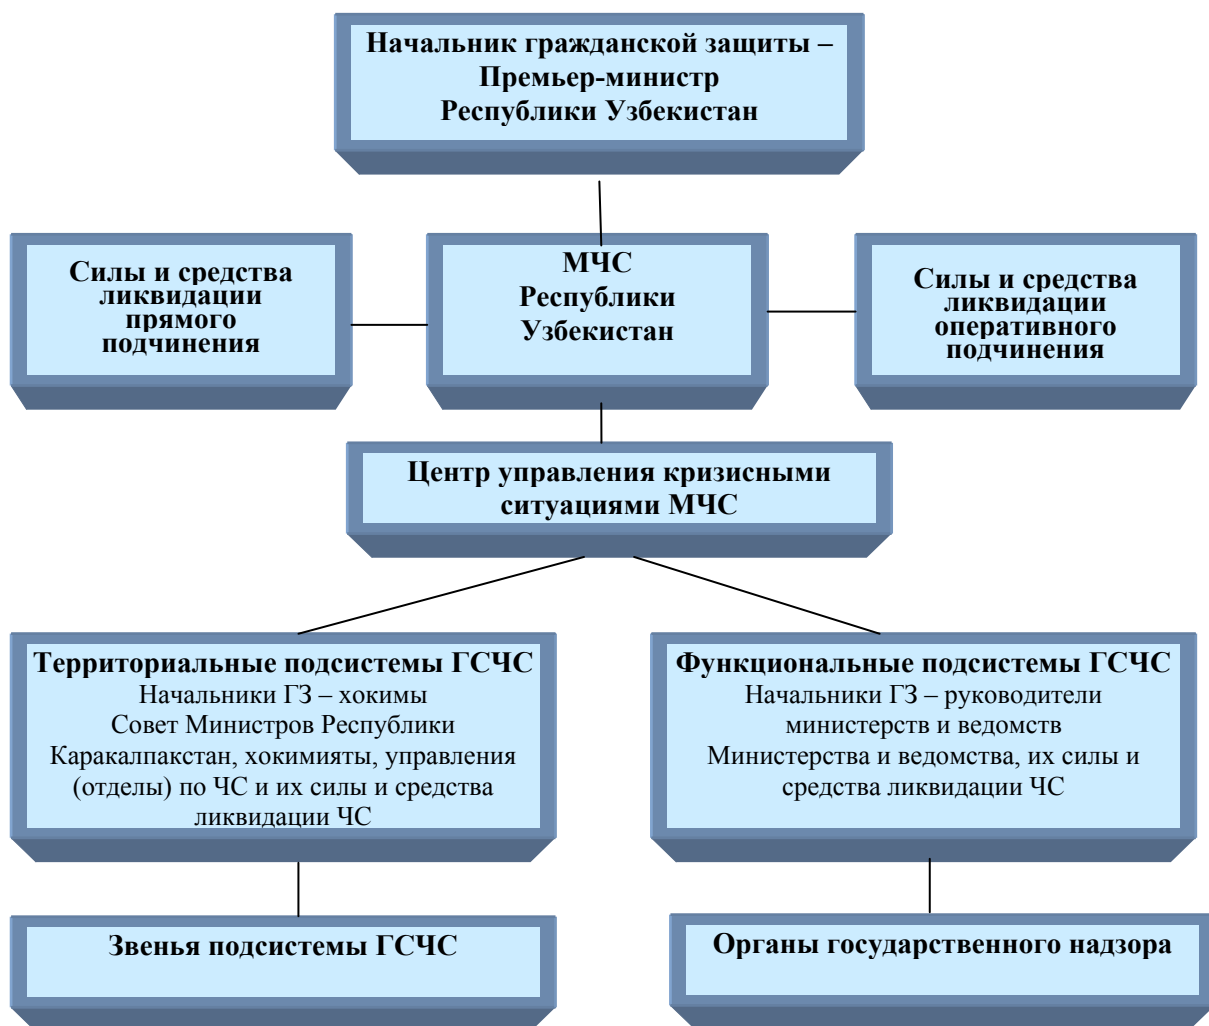 Начальник гражданской защиты –
Премьер-министр
Республики Узбекистан
Силы и средства
ликвидации
прямого
подчинения
МЧС
Республики
Узбекистан
Силы и средства
ликвидации
оперативного
подчинения
Центр управления кризисными
ситуациями МЧС
Территориальные подсистемы ГСЧС
Начальники ГЗ – хокимы
Совет Министров Республики
Каракалпакстан, хокимияты, управления
(отделы) по ЧС и их силы и средства
ликвидации ЧС
Функциональные подсистемы ГСЧС
Начальники ГЗ – руководители
министерств и ведомств
Министерства и ведомства, их силы и
средства ликвидации ЧС
Звенья подсистемы ГСЧС
Органы государственного надзора